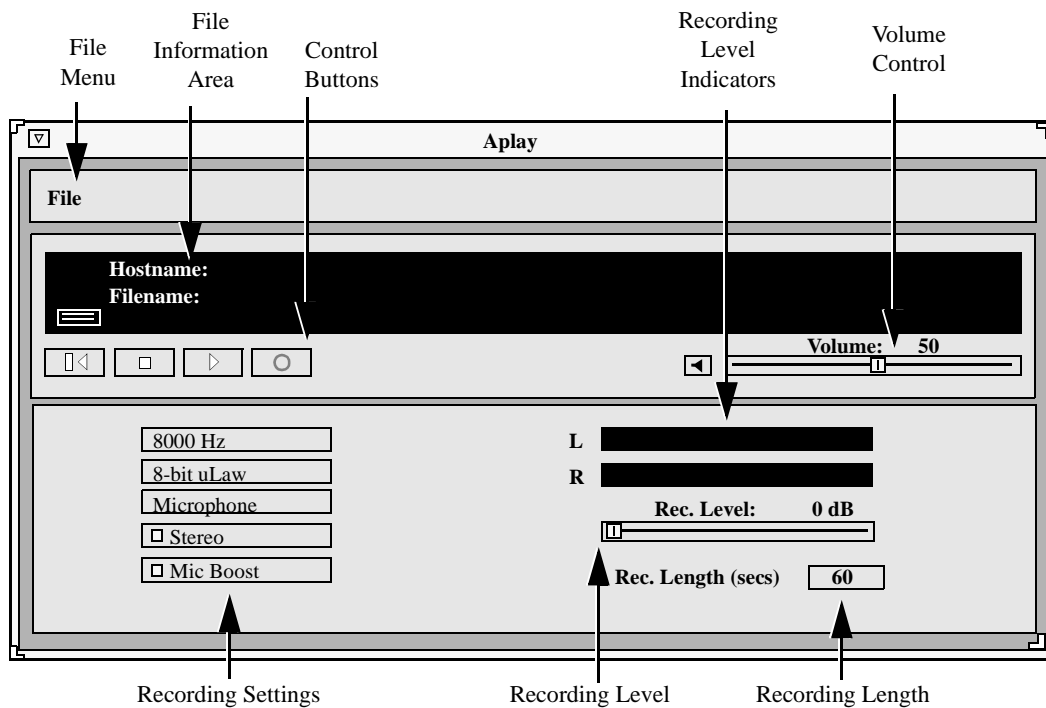 File
Menu
File
Information
Area
Control
Buttons
Recording
Level
Indicators
Volume
Control
Aplay
File
Hostname:
Filename:
Volume: 50
8000 Hz
8-bit uLaw
Microphone
Stereo
Mic Boost
L
R
Rec. Level: 0 dB
Rec. Length (secs) 60
Recording Settings
Recording Level
Recording Length